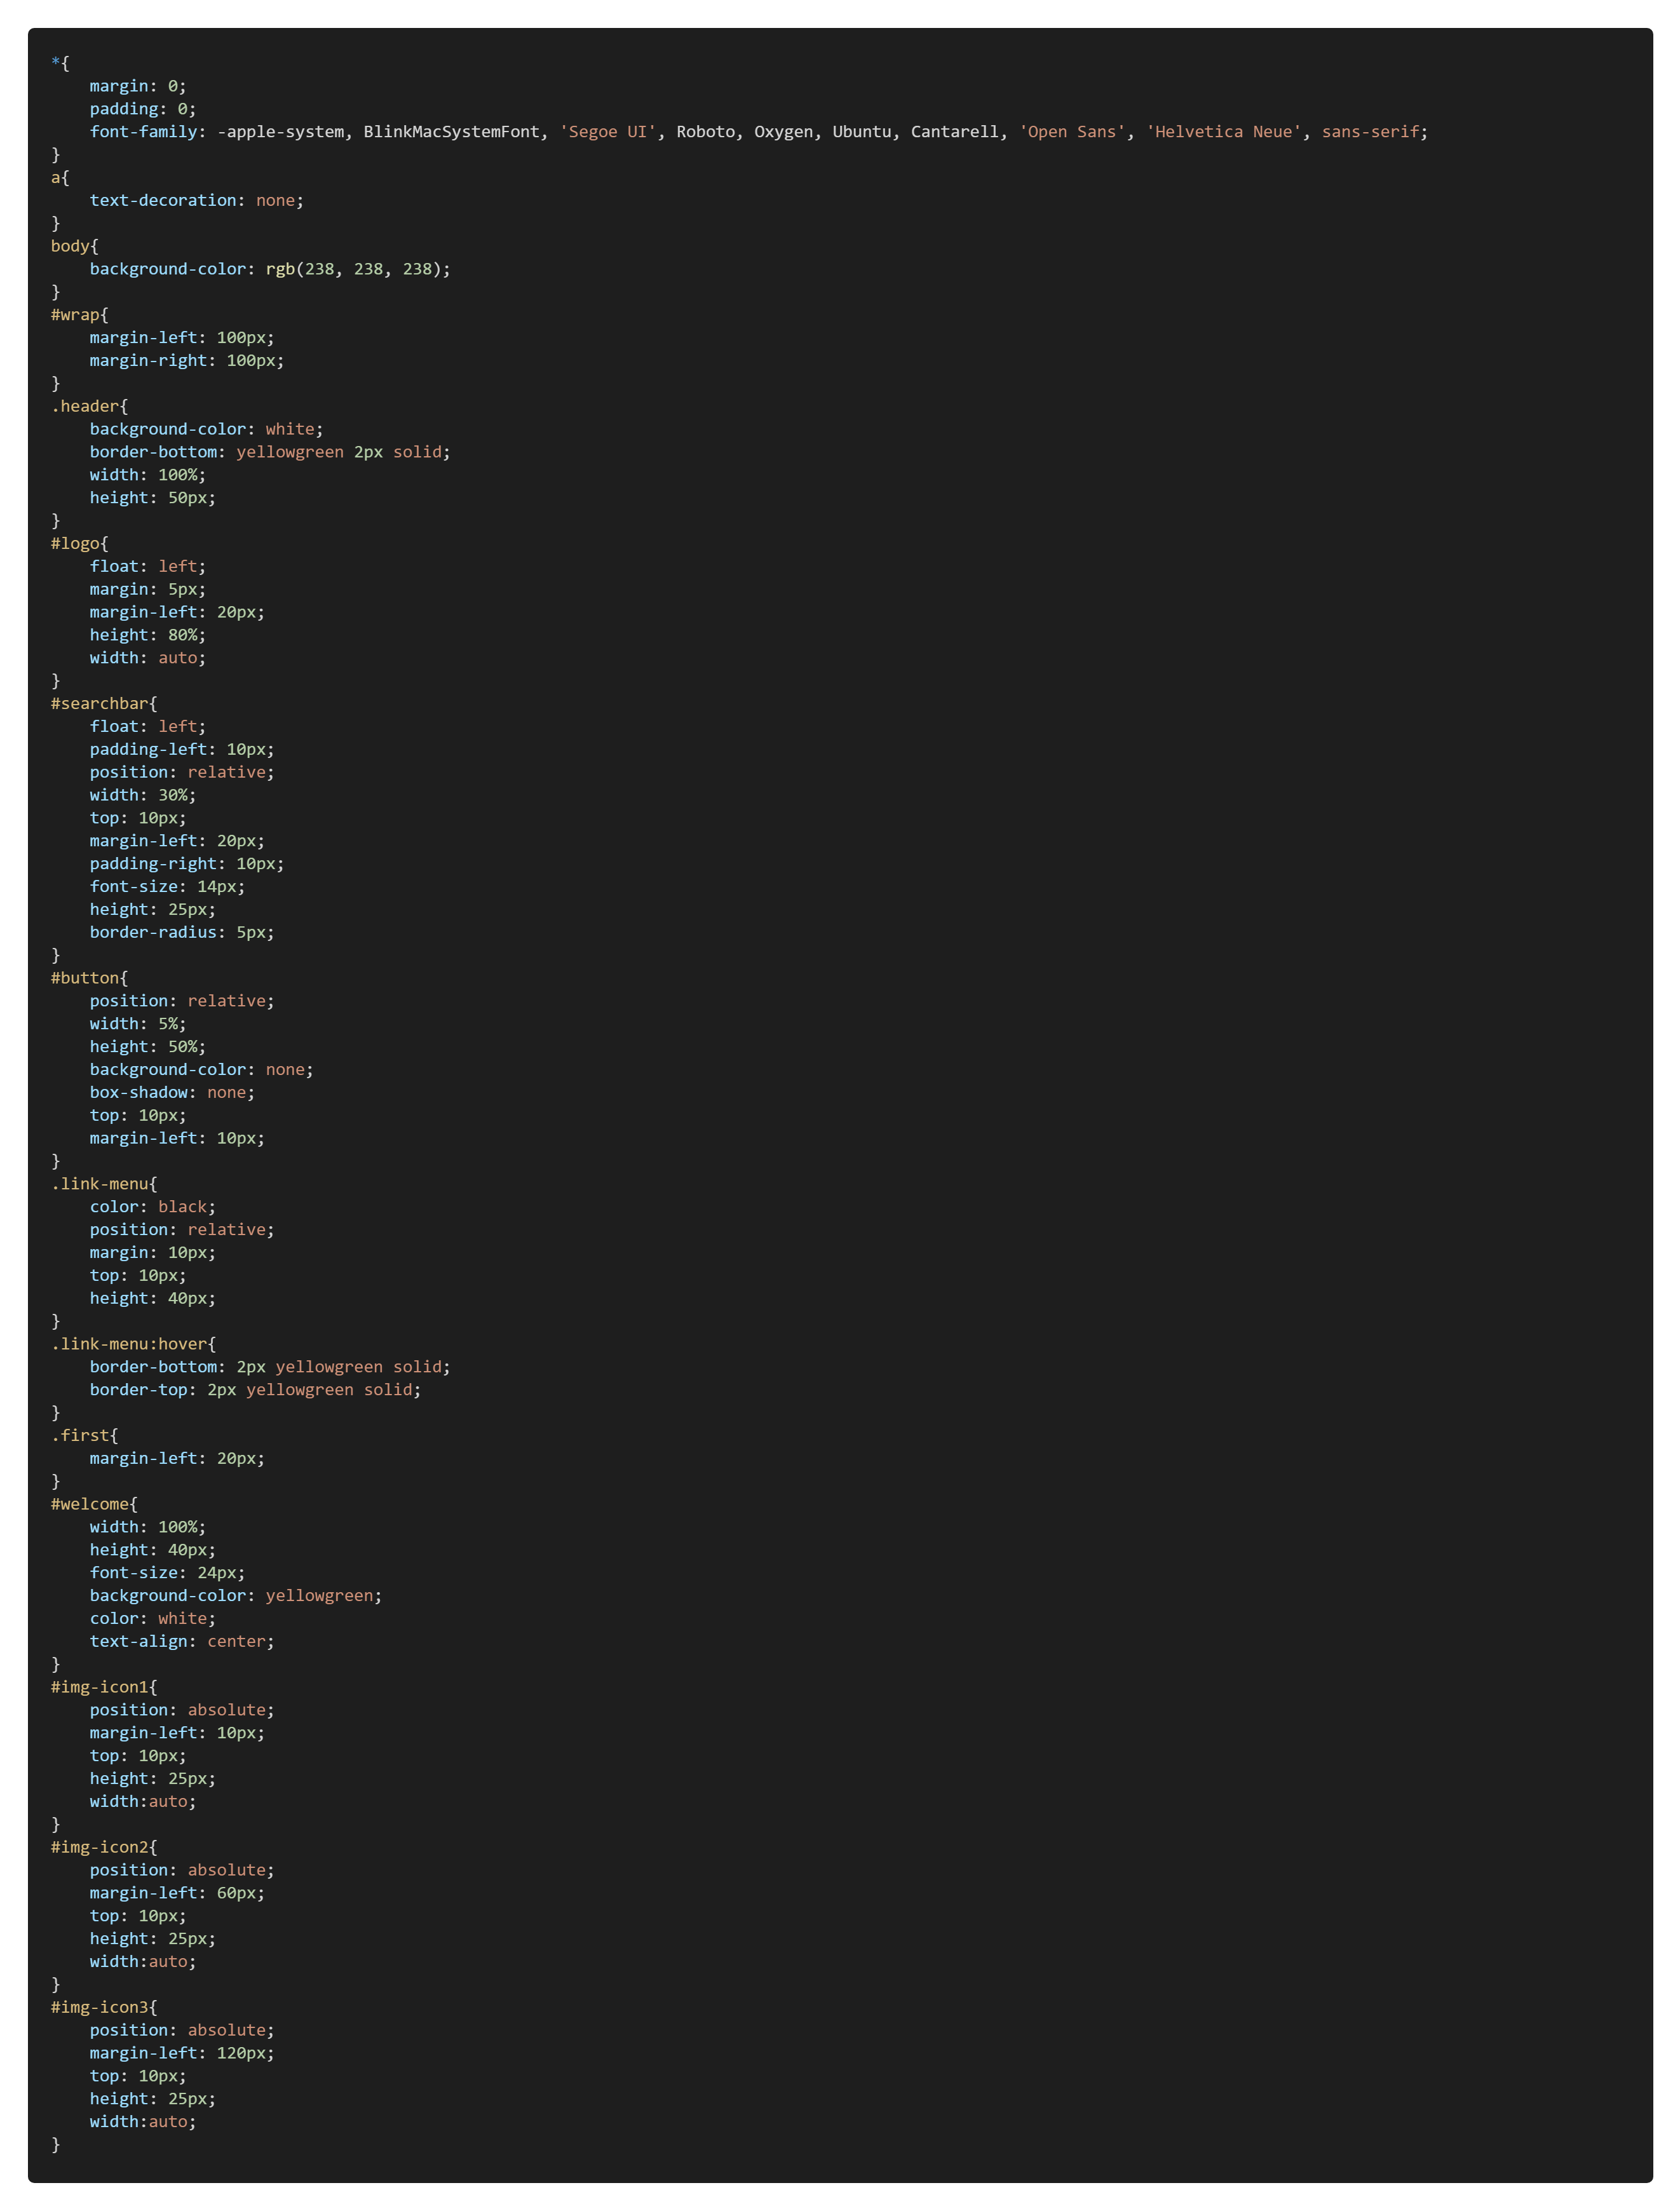 *{
    margin: 0;
    padding: 0;
    font-family: -apple-system, BlinkMacSystemFont, 'Segoe UI', Roboto, Oxygen, Ubuntu, Cantarell, 'Open Sans', 'Helvetica Neue', sans-serif;
}
a{
    text-decoration: none;
}
body{
    background-color: rgb(238, 238, 238);
}
#wrap{
    margin-left: 100px;
    margin-right: 100px;
}
.header{
    background-color: white;
    border-bottom: yellowgreen 2px solid;
    width: 100%;
    height: 50px;
}
#logo{
    float: left;
    margin: 5px;
    margin-left: 20px;
    height: 80%;
    width: auto;
}
#searchbar{
    float: left;
    padding-left: 10px;
    position: relative;
    width: 30%;
    top: 10px;
    margin-left: 20px;
    padding-right: 10px;
    font-size: 14px;
    height: 25px;
    border-radius: 5px;
}
#button{
    position: relative;
    width: 5%;
    height: 50%;
    background-color: none;
    box-shadow: none;
    top: 10px;
    margin-left: 10px;
}
.link-menu{
    color: black;
    position: relative;
    margin: 10px;
    top: 10px;
    height: 40px;
}
.link-menu:hover{
    border-bottom: 2px yellowgreen solid;
    border-top: 2px yellowgreen solid;
}
.first{
    margin-left: 20px;
}
#welcome{
    width: 100%;
    height: 40px;
    font-size: 24px;
    background-color: yellowgreen;
    color: white;
    text-align: center;
}
#img-icon1{
    position: absolute;
    margin-left: 10px;
    top: 10px;
    height: 25px;
    width:auto;
}
#img-icon2{
    position: absolute;
    margin-left: 60px;
    top: 10px;
    height: 25px;
    width:auto;
}
#img-icon3{
    position: absolute;
    margin-left: 120px;
    top: 10px;
    height: 25px;
    width:auto;
}